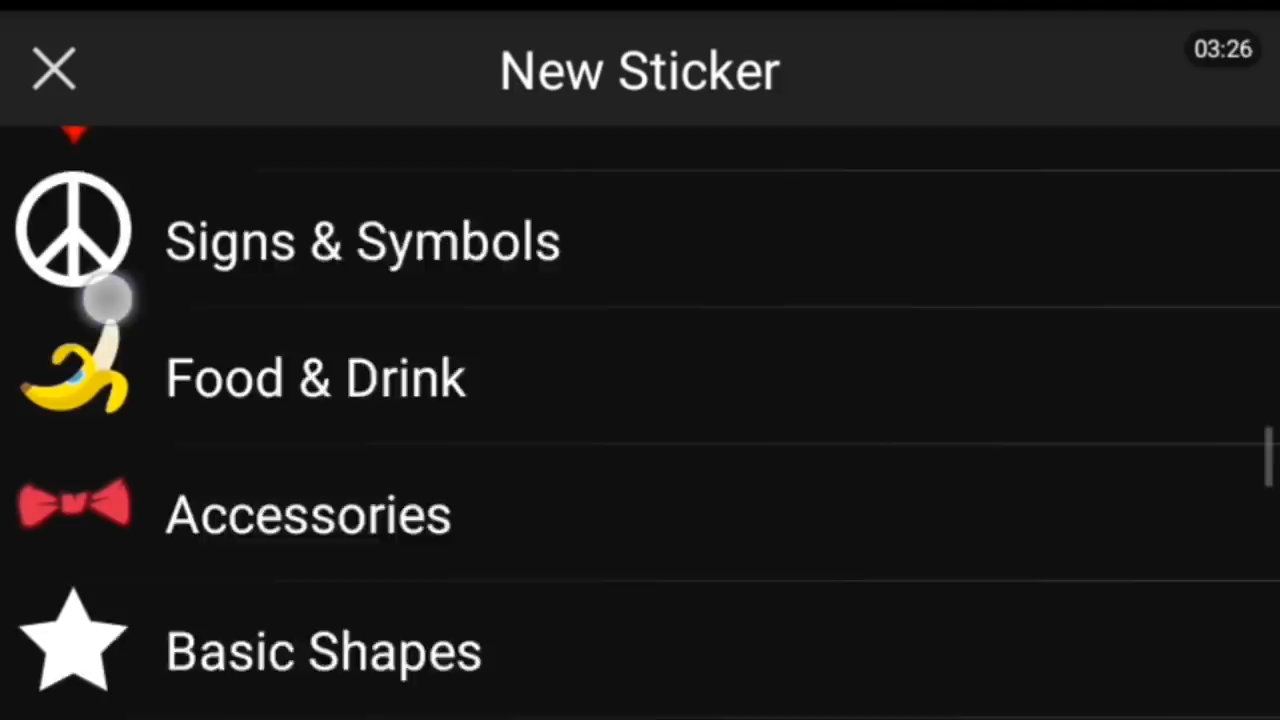 New Sticker
03:26
Signs & Symbols
Food & Drink
Accessories
Basic Shapes